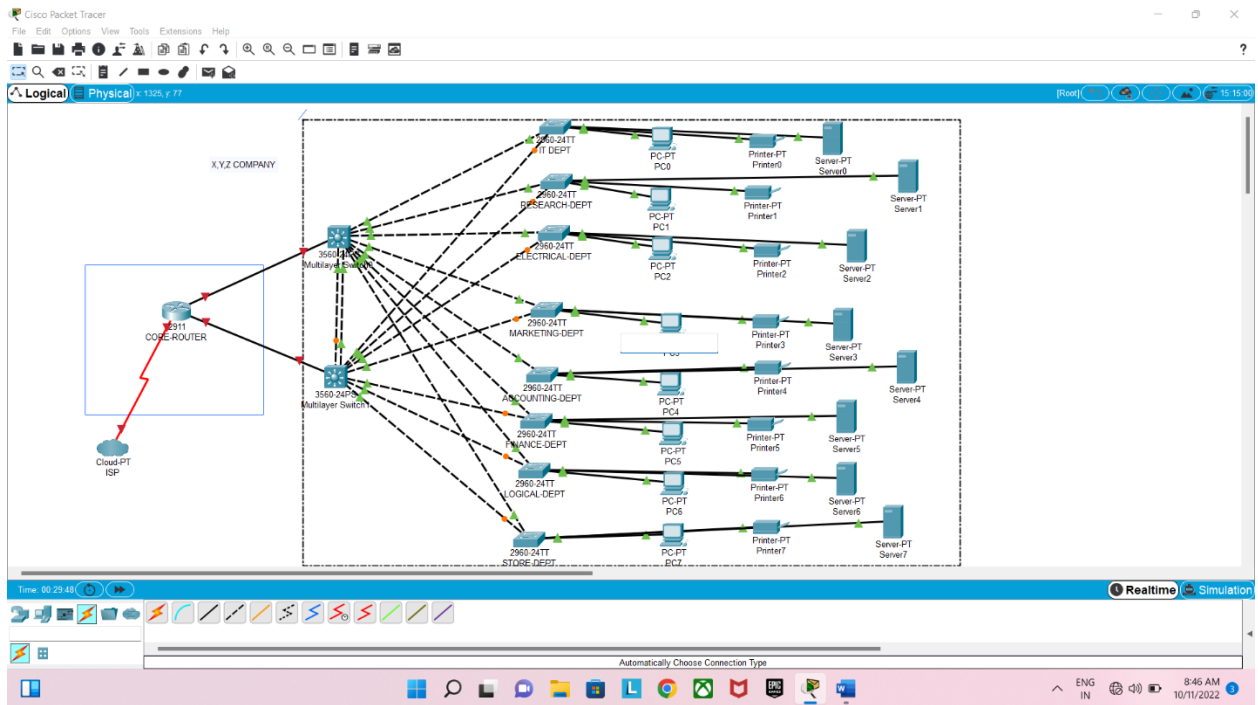 Cisco Packet Tracer
File Edit Options View Tools Extensions Help
?
Logical Physical x: 1325, y: 77 [Root] 15:15:00
X,Y,Z COMPANY
2960-24TT
IT DEPT
PC-PT
PC0
Printer-PT
Printer0
Server-PT
Server0
2960-24TT
RESEARCH-DEPT
PC-PT
PC1
Printer-PT
Printer1
Server-PT
Server1
2960-24TT
ELECTRICAL-DEPT
PC-PT
PC2
Printer-PT
Printer2
Server-PT
Server2
Multilayer
2960-24TT
MARKETING-DEPT
Printer-PT
Printer3
Server-PT
Server3
2911
CORE-ROUTER
2960-24TT
ACCOUNTING-DEPT
PC-PT
PC4
Printer-PT
Printer4
Server-PT
Server4
3560-24PS
Multilayer Switch1
2960-24TT
FINANCE-DEPT
PC-PT
PC5
Printer-PT
Printer5
Server-PT
Server5
Cloud-PT
ISP
2960-24TT
LOGICAL-DEPT
PC-PT
PC6
Printer-PT
Printer6
Server-PT
Server6
2960-24TT
STORE-DEPT
PC-PT
PC7
Printer-PT
Printer7
Server-PT
Server7
Time: 00:29:48 Realtime Simulation
Automatically Choose Connection Type
ENG
IN
8:46 AM
10/11/2022
3